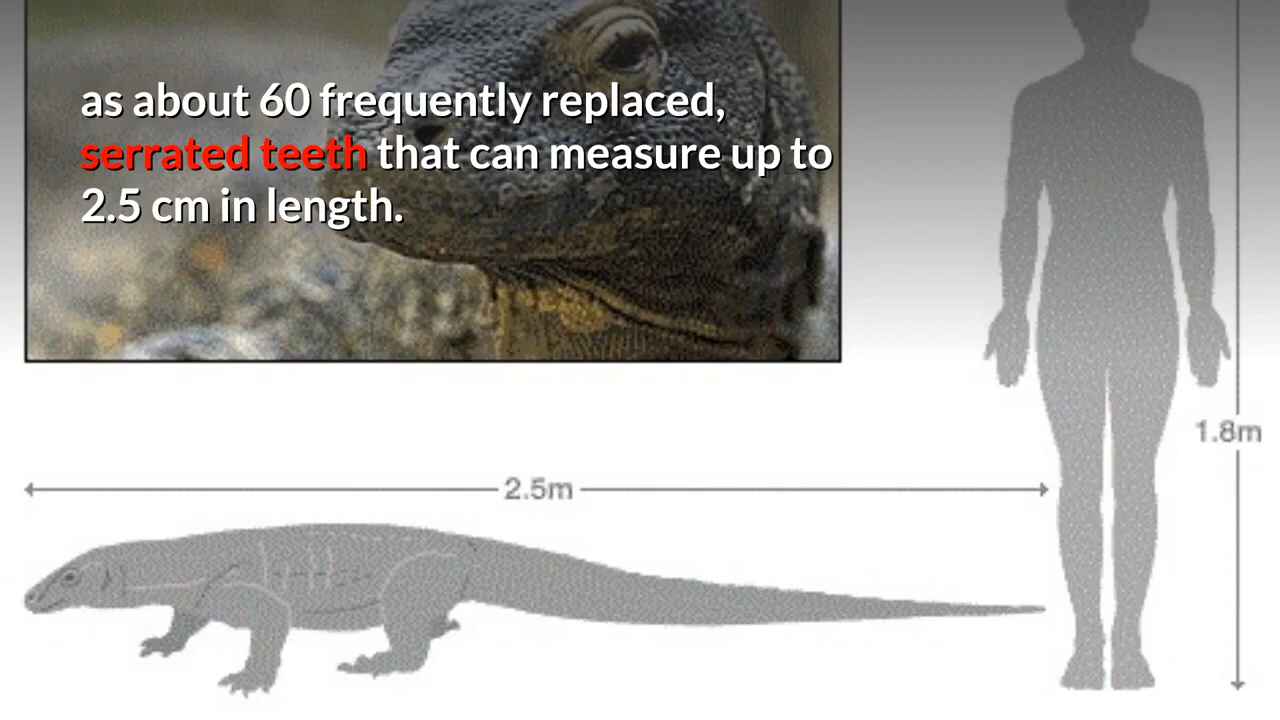 as about 60 frequently replaced,
serrated teeth that can measure up to
2.5 cm in length.
1.8m
2.5m